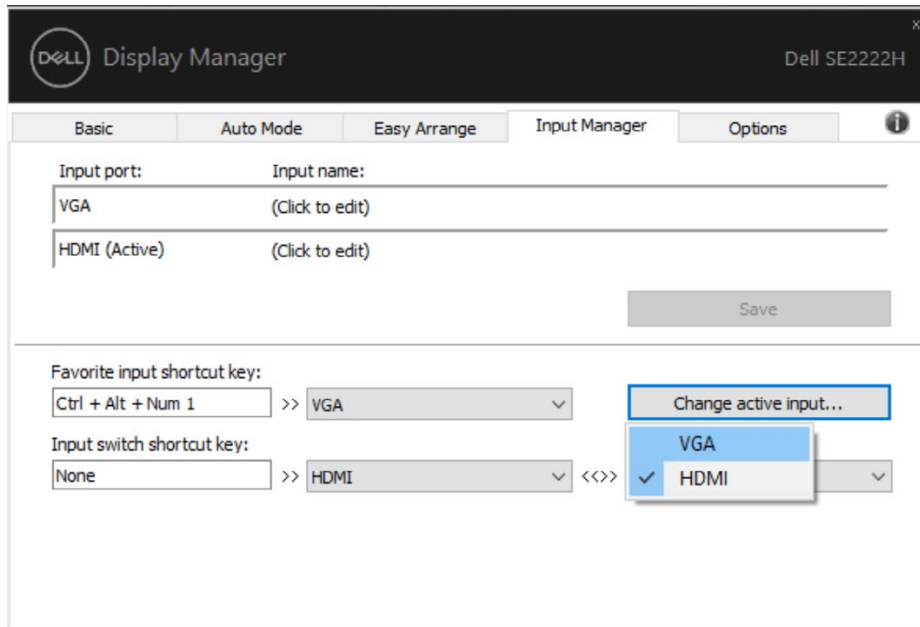 x
DELL Display Manager Dell SE2222H
Basic Auto Mode Easy Arrange Input Manager Options i
Input port: Input name:
VGA (Click to edit)
HDMI (Active) (Click to edit)
Save
Favorite input shortcut key:
Ctrl + Alt + Num 1 >> VGA Change active input...
Input switch shortcut key: VGA
None >> HDMI <<>> HDMI